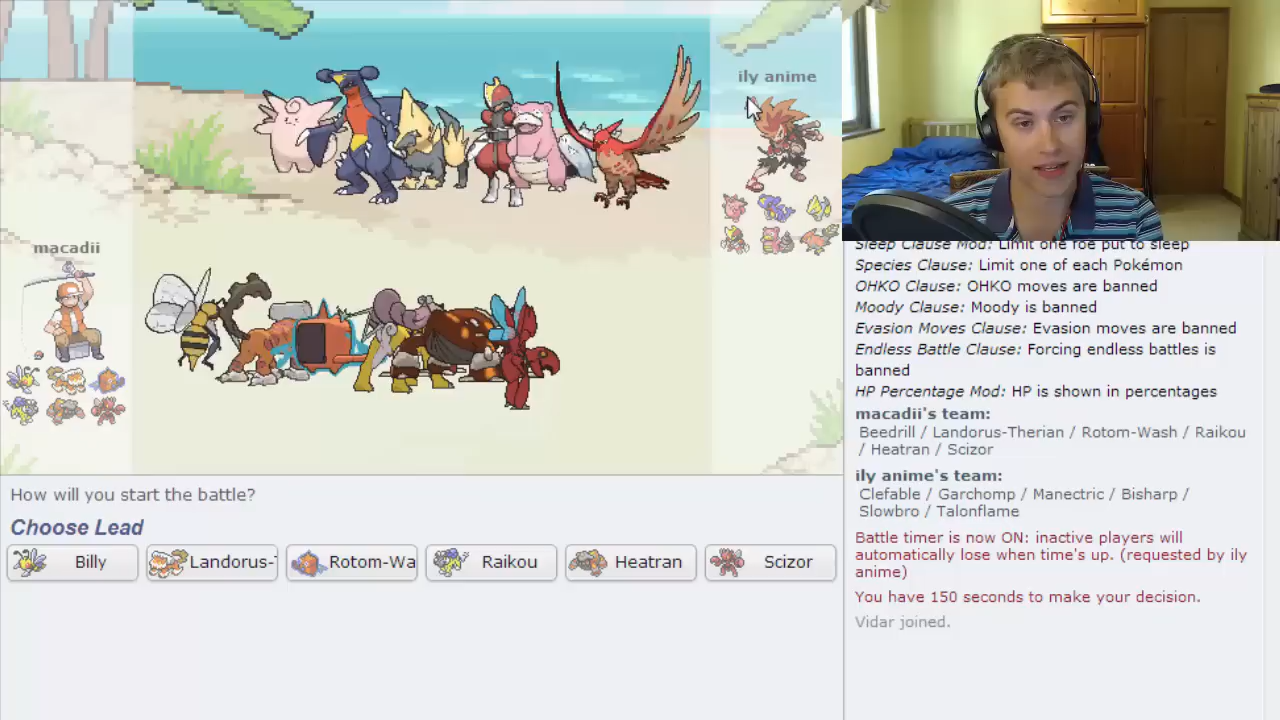 ily anime
macadii
Sleep Clause Mod: Limit one foe put to sleep
Species Clause: Limit one of each Pokémon
OHKO Clause: OHKO moves are banned
Moody Clause: Moody is banned
Evasion Moves Clause: Evasion moves are banned
Endless Battle Clause: Forcing endless battles is
banned
HP Percentage Mod: HP is shown in percentages
macadii's team:
Beedrill / Landorus-Therian / Rotom-Wash / Raikou
/ Heatran / Scizor
ily anime's team:
Clefable / Garchomp / Manectric / Bisharp /
Slowbro / Talonflame
Battle timer is now ON: inactive players will
automatically lose when time's up. (requested by ily
anime)
You have 150 seconds to make your decision.
Vidar joined.
How will you start the battle?
Choose Lead
Billy
Landorus-T
Rotom-Wa
Raikou
Heatran
Scizor